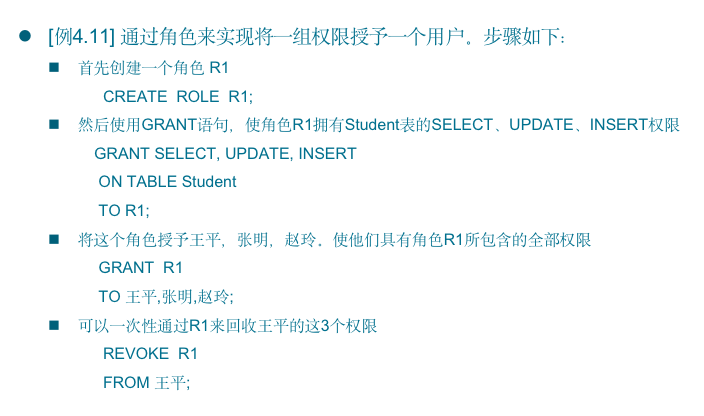 [例4.11] 通过角色来实现将一组权限授予一个用户。步骤如下：
首先创建一个角色 R1
CREATE ROLE R1;
然后使用GRANT语句，使角色R1拥有Student表的SELECT、UPDATE、INSERT权限
GRANT SELECT, UPDATE, INSERT
ON TABLE Student
TO R1;
将这个角色授予王平，张明，赵玲。使他们具有角色R1所包含的全部权限
GRANT R1
TO 王平,张明,赵玲;
可以一次性通过R1来回收王平的这3个权限
REVOKE R1
FROM 王平;